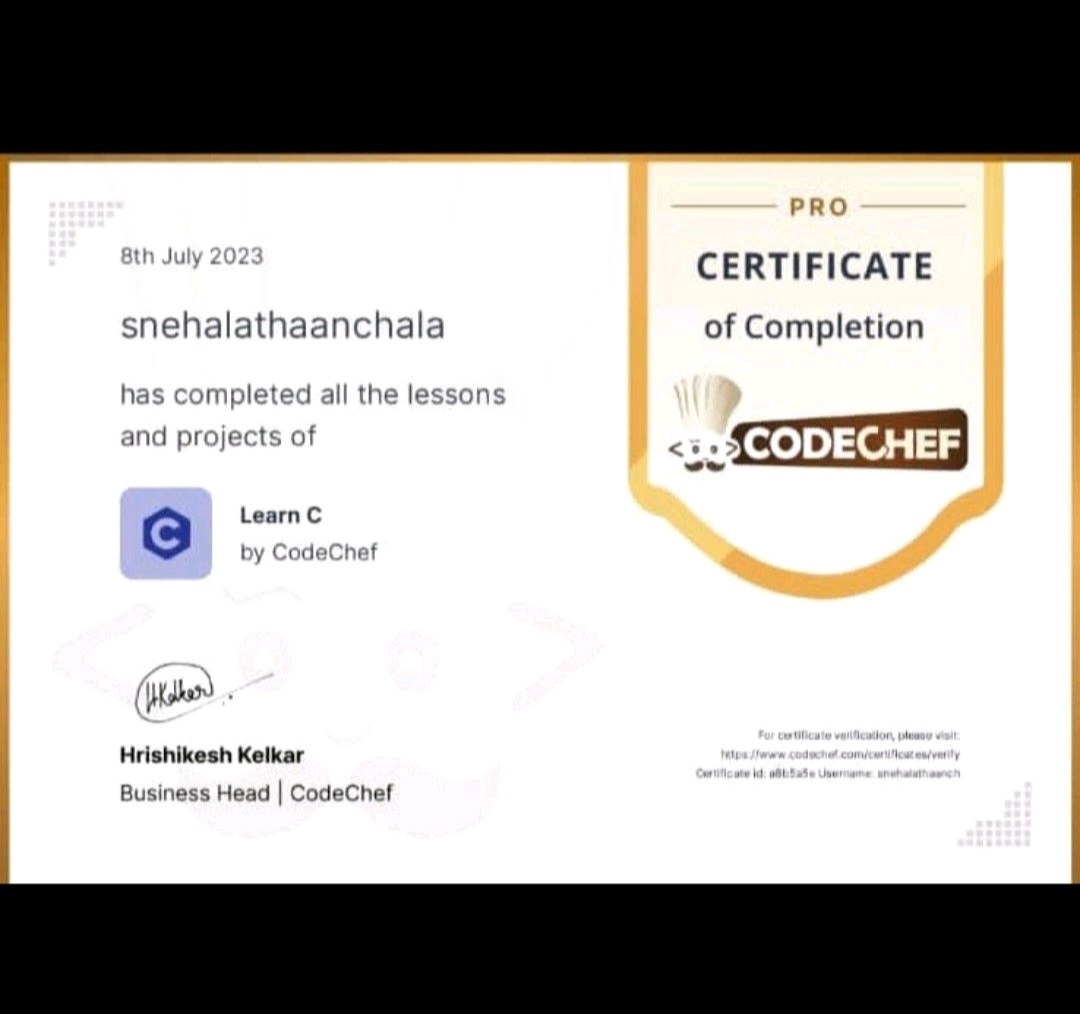 8th July 2023
snehalathaanchala
has completed all the lessons
and projects of
Learn C
by CodeChef
HKelkar
Hrishikesh Kelkar
Business Head | CodeChef
PRO
CERTIFICATE
of Completion
CODECHEF
For certificate verification, please visit:
https://www.codechef.com/certificates/verify
Certificate id: a8b5a5e Username: snehalathaanch